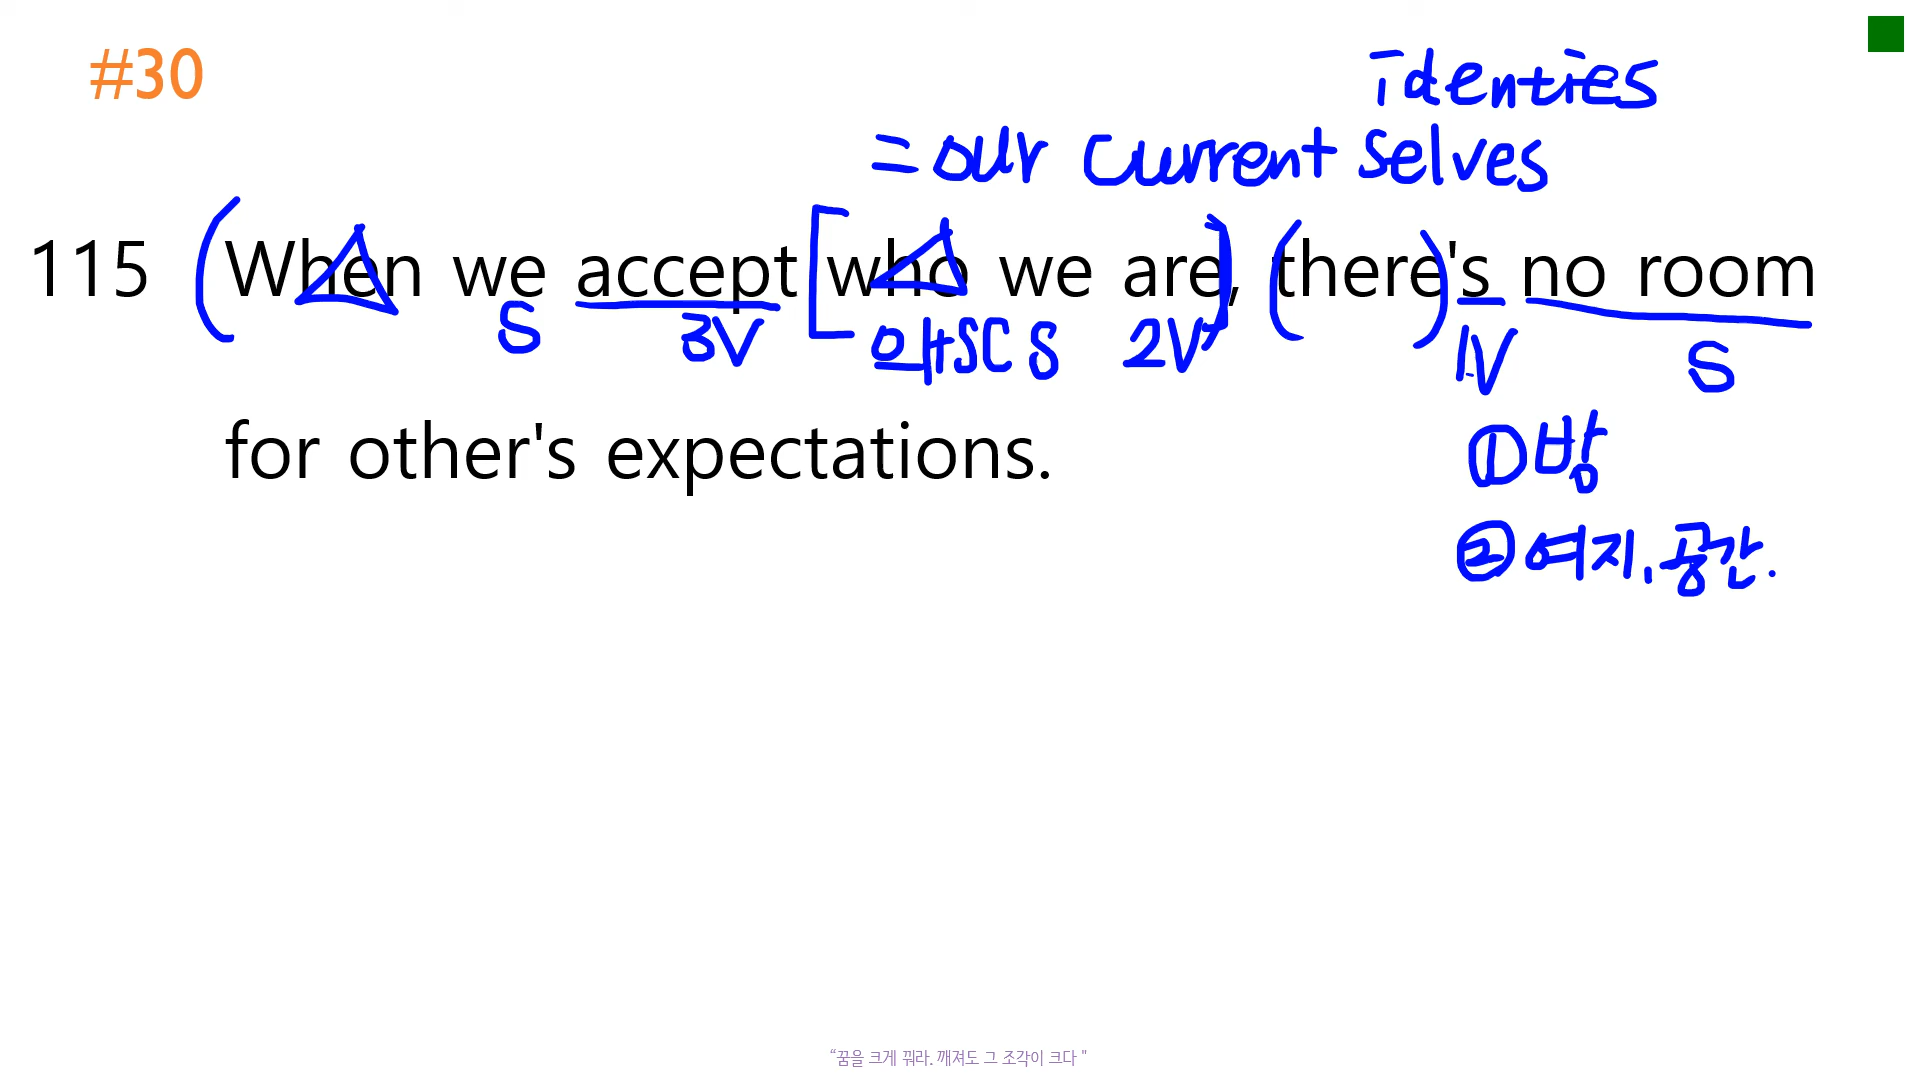 #30
identies
= our current selves
115 (When we accept [who we are], (there)'s no room
S 3V 의SC S 2V 1V S
for other's expectations.
① 방
② 여지, 공간.
“꿈을 크게 꿔라. 깨져도 그 조각이 크다 "